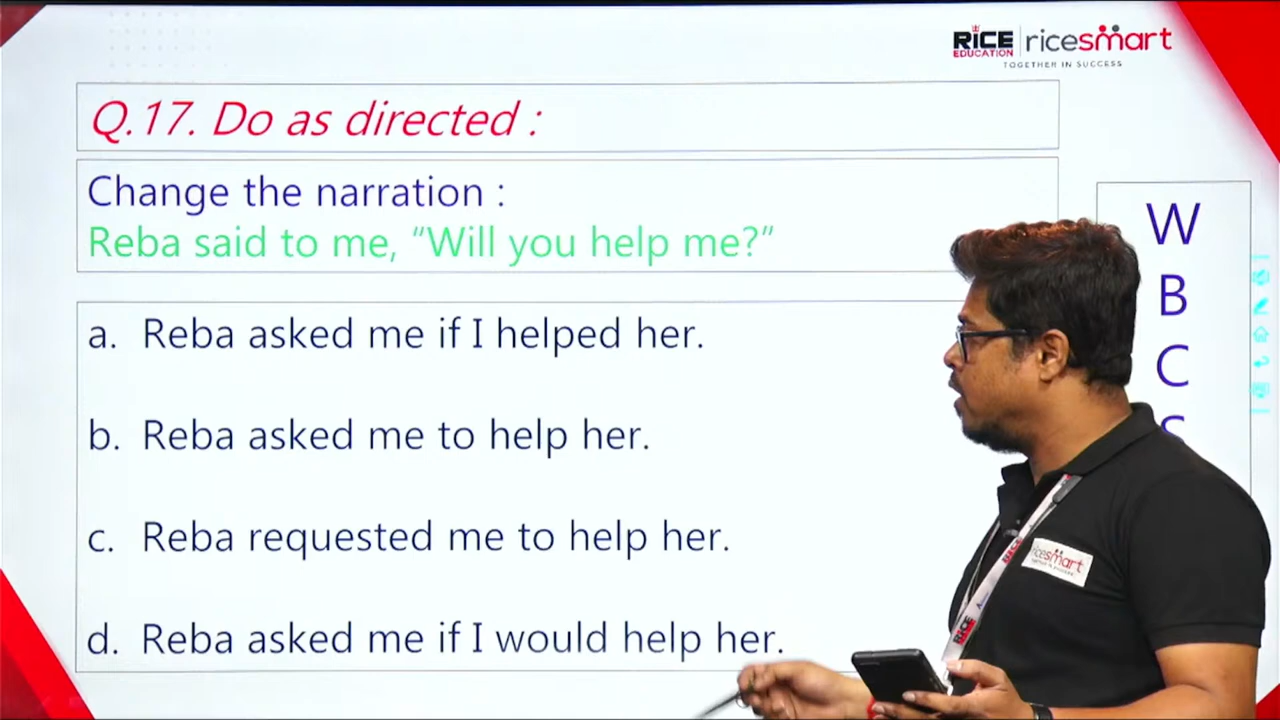 RICE
EDUCATION
ricesmart
TOGETHER IN SUCCESS
Q.17. Do as directed :
Change the narration :
Reba said to me, “Will you help me?”
a. Reba asked me if I helped her.
b. Reba asked me to help her.
c. Reba requested me to help her.
d. Reba asked me if I would help her.
W
B
C
S
ricesmart
RICE